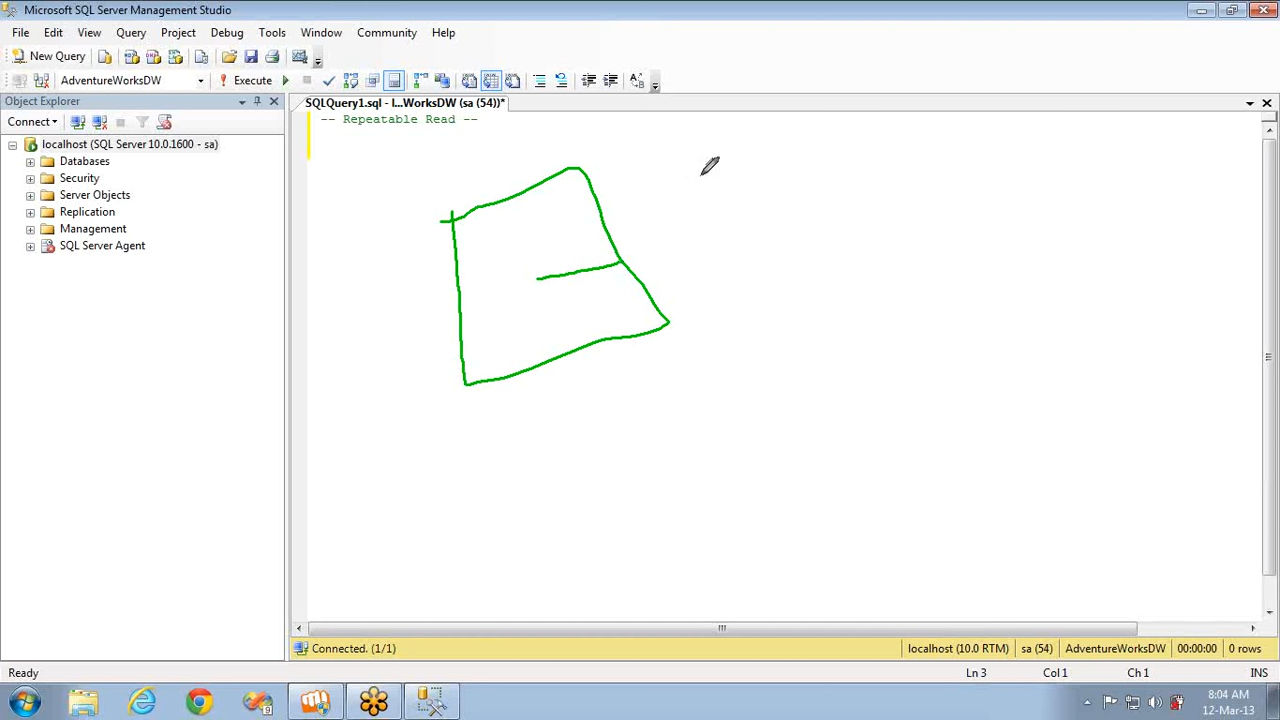 Microsoft SQL Server Management Studio
File Edit View Query Project Debug Tools Window Community Help
New Query
AdventureWorksDW Execute
Object Explorer
SQLQuery1.sql - l...WorksDW (sa (54))*
Connect
-- Repeatable Read --
localhost (SQL Server 10.0.1600 - sa)
Databases
Security
Server Objects
Replication
Management
SQL Server Agent
Connected. (1/1) localhost (10.0 RTM) sa (54) AdventureWorksDW 00:00:00 0 rows
Ready Ln 3 Col 1 Ch 1 INS
8:04 AM
12-Mar-13